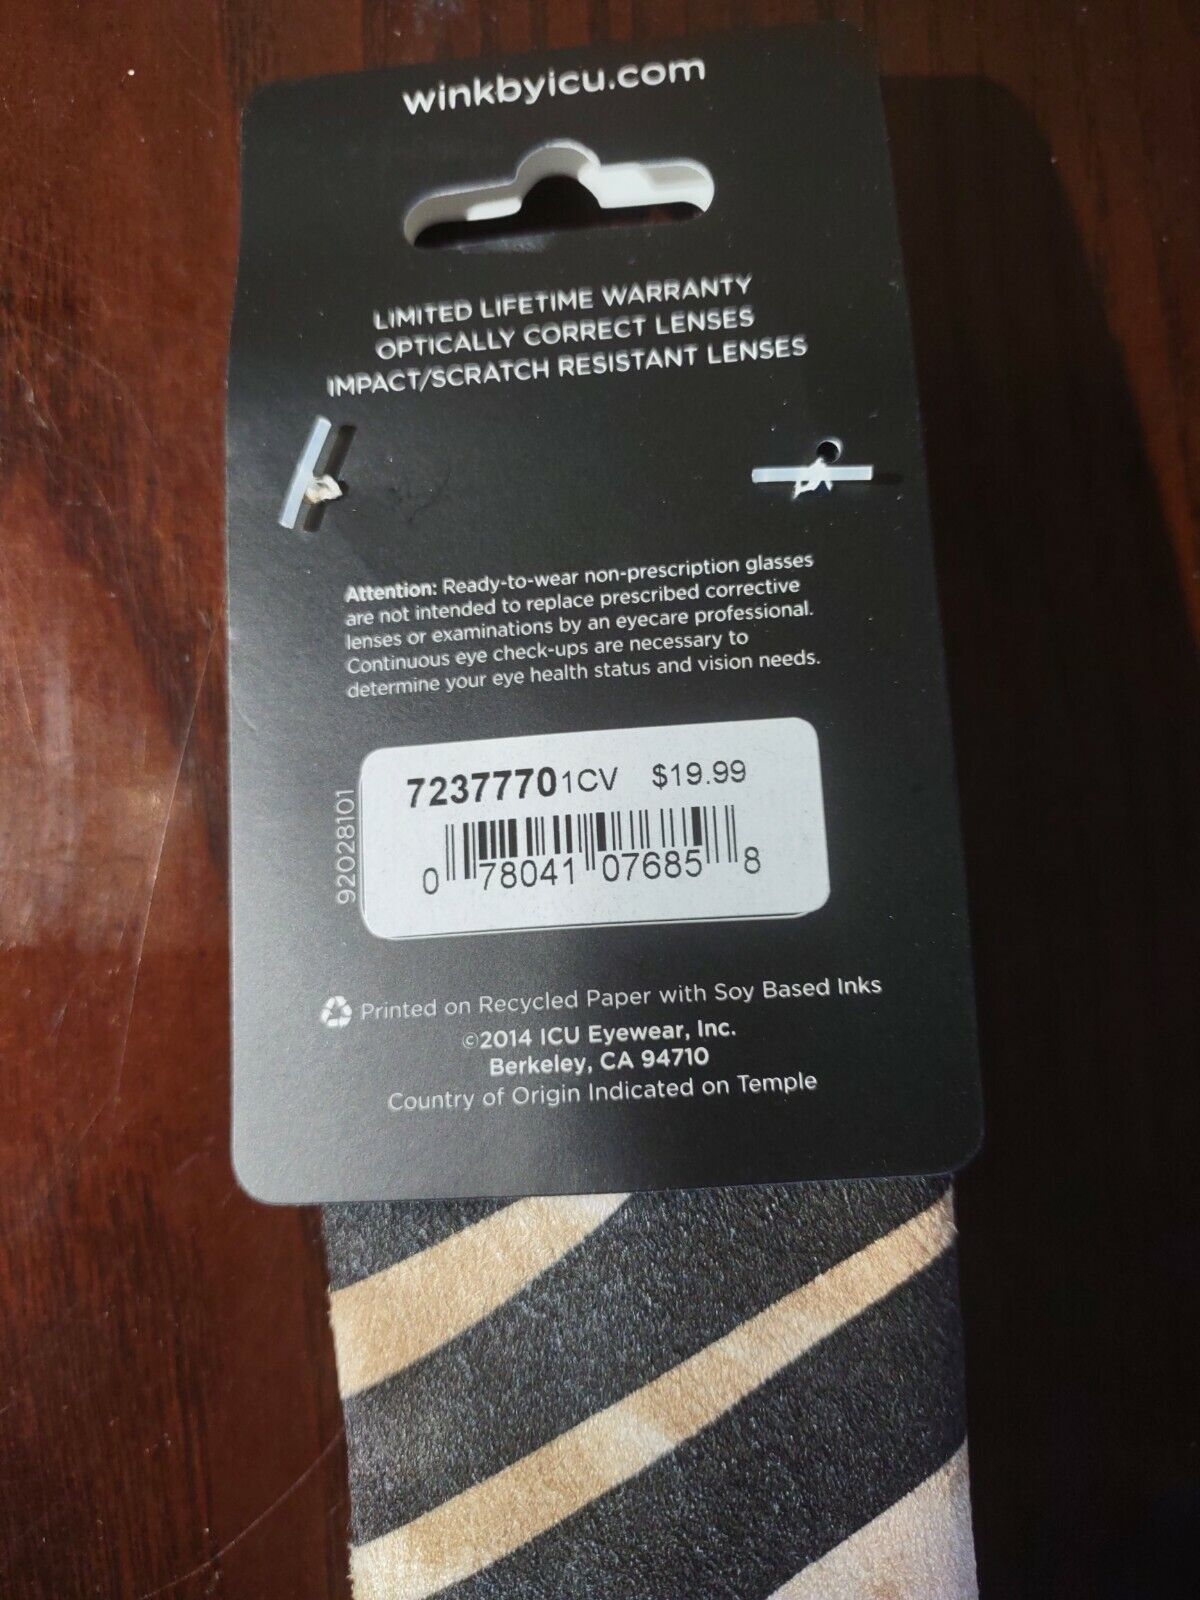 winkbyicu.com
LIMITED LIFETIME WARRANTY
OPTICALLY CORRECT LENSES
IMPACT/SCRATCH RESISTANT LENSES
Attention: Ready-to-wear non-prescription glasses
are not intended to replace prescribed corrective
lenses or examinations by an eyecare professional.
Continuous eye check-ups are necessary to
determine your eye health status and vision needs.
92028101
72377701CV $19.99
0 78041 07685 8
Printed on Recycled Paper with Soy Based Inks
©2014 ICU Eyewear, Inc.
Berkeley, CA 94710
Country of Origin Indicated on Temple